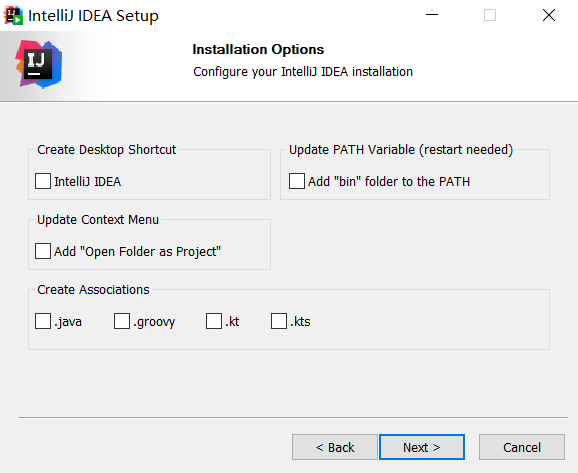 IntelliJ IDEA Setup
IJ
Installation Options
Configure your IntelliJ IDEA installation
Create Desktop Shortcut
IntelliJ IDEA
Update PATH Variable (restart needed)
Add "bin" folder to the PATH
Update Context Menu
Add "Open Folder as Project"
Create Associations
.java .groovy .kt .kts
< Back Next > Cancel